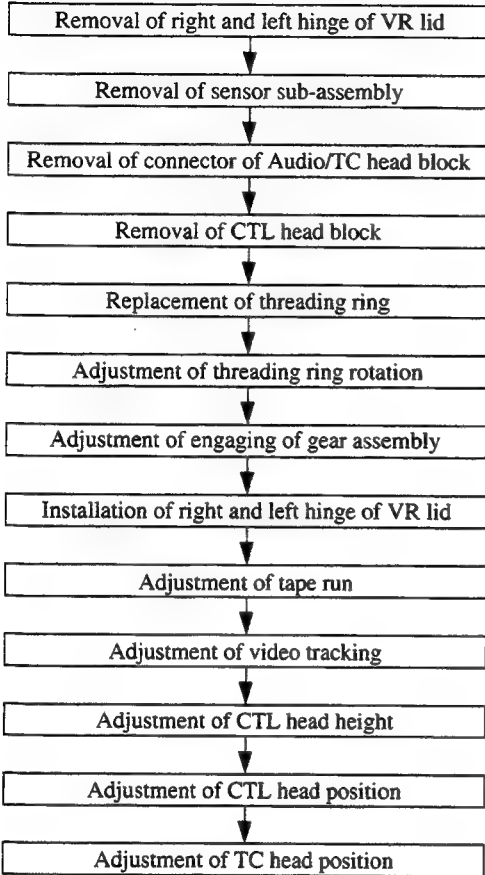 Removal of right and left hinge of VR lid
Removal of sensor sub-assembly
Removal of connector of Audio/TC head block
Removal of CTL head block
Replacement of threading ring
Adjustment of threading ring rotation
Adjustment of engaging of gear assembly
Installation of right and left hinge of VR lid
Adjustment of tape run
Adjustment of video tracking
Adjustment of CTL head height
Adjustment of CTL head position
Adjustment of TC head position